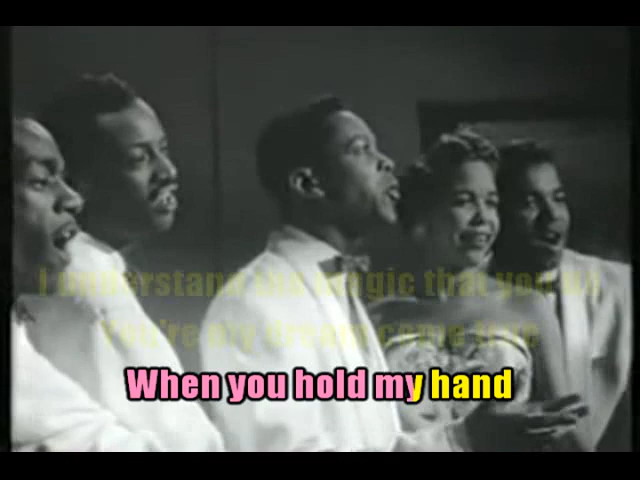 I understand the magic that you do
You're my dream come true
When you hold my hand